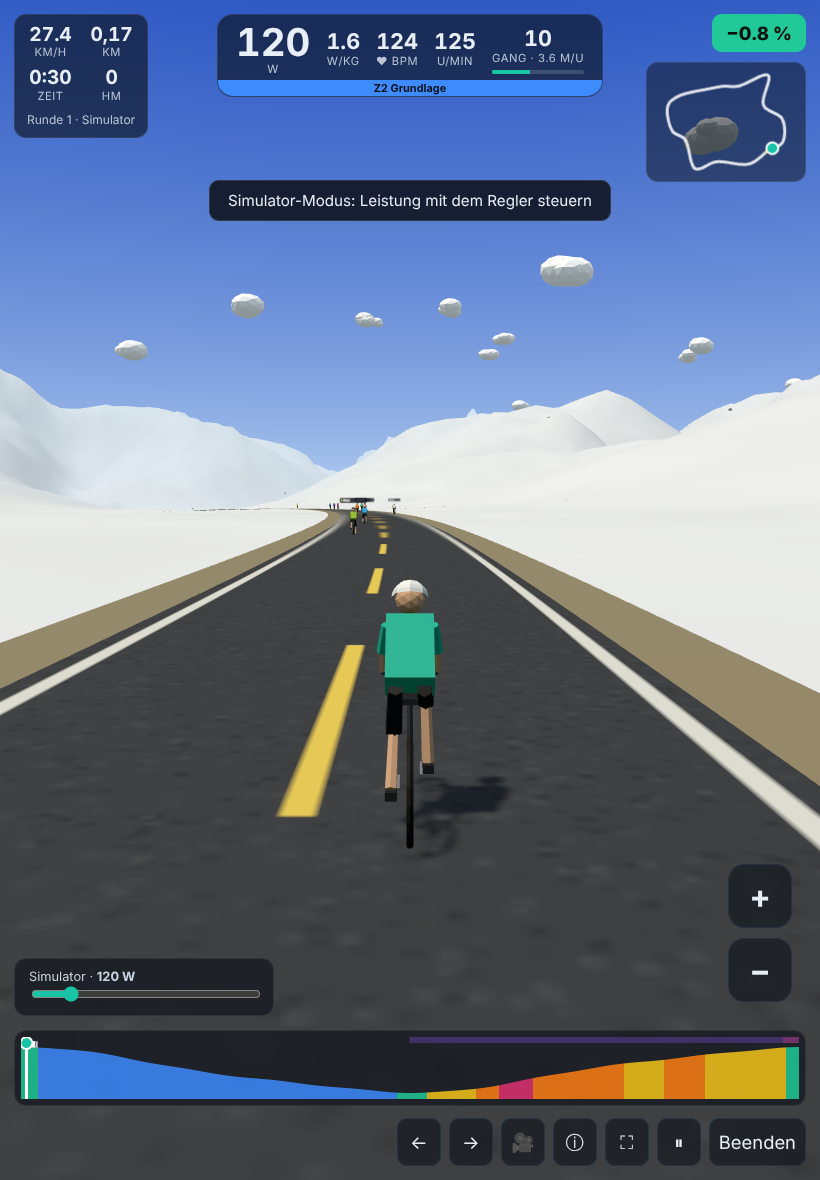 27.4
KM/H
0,17
KM
0:30
ZEIT
0
HM
Runde 1 · Simulator
120
W
1.6
W/KG
124
♥ BPM
125
U/MIN
10
GANG · 3.6 M/U
Z2 Grundlage
−0.8 %
Simulator-Modus: Leistung mit dem Regler steuern
+
−
Simulator · 120 W
Beenden